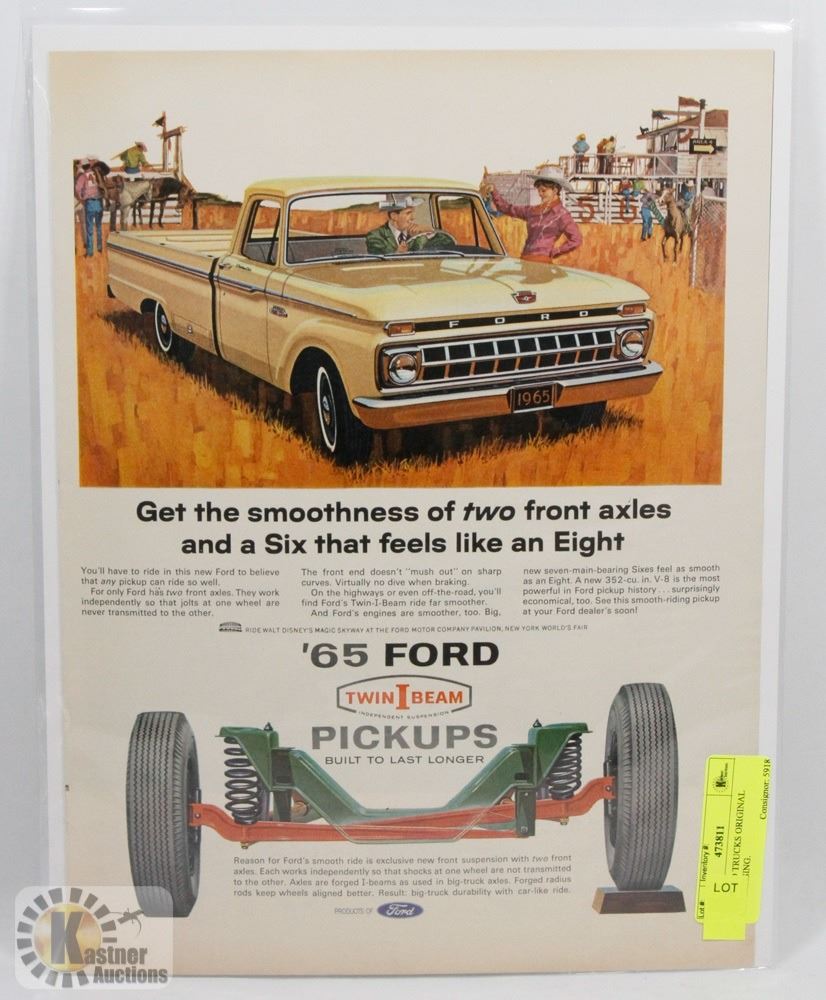 AREA 4
FORD
1965
Get the smoothness of two front axles
and a Six that feels like an Eight
You'll have to ride in this new Ford to believe
that any pickup can ride so well.
For only Ford has two front axles. They work
independently so that jolts at one wheel are
never transmitted to the other.
The front end doesn't "mush out" on sharp
curves. Virtually no dive when braking.
On the highways or even off-the-road, you'll
find Ford's Twin-I-Beam ride far smoother.
And Ford's engines are smoother, too. Big,
new seven-main-bearing Sixes feel as smooth
as an Eight. A new 352-cu. in. V-8 is the most
powerful in Ford pickup history . . . surprisingly
economical, too. See this smooth-riding pickup
at your Ford dealer's soon!
RIDE WALT DISNEY'S MAGIC SKYWAY AT THE FORD MOTOR COMPANY PAVILION, NEW YORK WORLD'S FAIR
'65 FORD
TWIN I BEAM
INDEPENDENT SUSPENSION
PICKUPS
BUILT TO LAST LONGER
Reason for Ford's smooth ride is exclusive new front suspension with two front
axles. Each works independently so that shocks at one wheel are not transmitted
to the other. Axles are forged I-beams as used in big-truck axles. Forged radius
rods keep wheels aligned better. Result: big-truck durability with car-like ride.
PRODUCTS OF Ford
Lot #:
Inventory #:
473811
TRUCKS ORIGINAL
Consignor: 5918
LOT
Kastner
Auctions